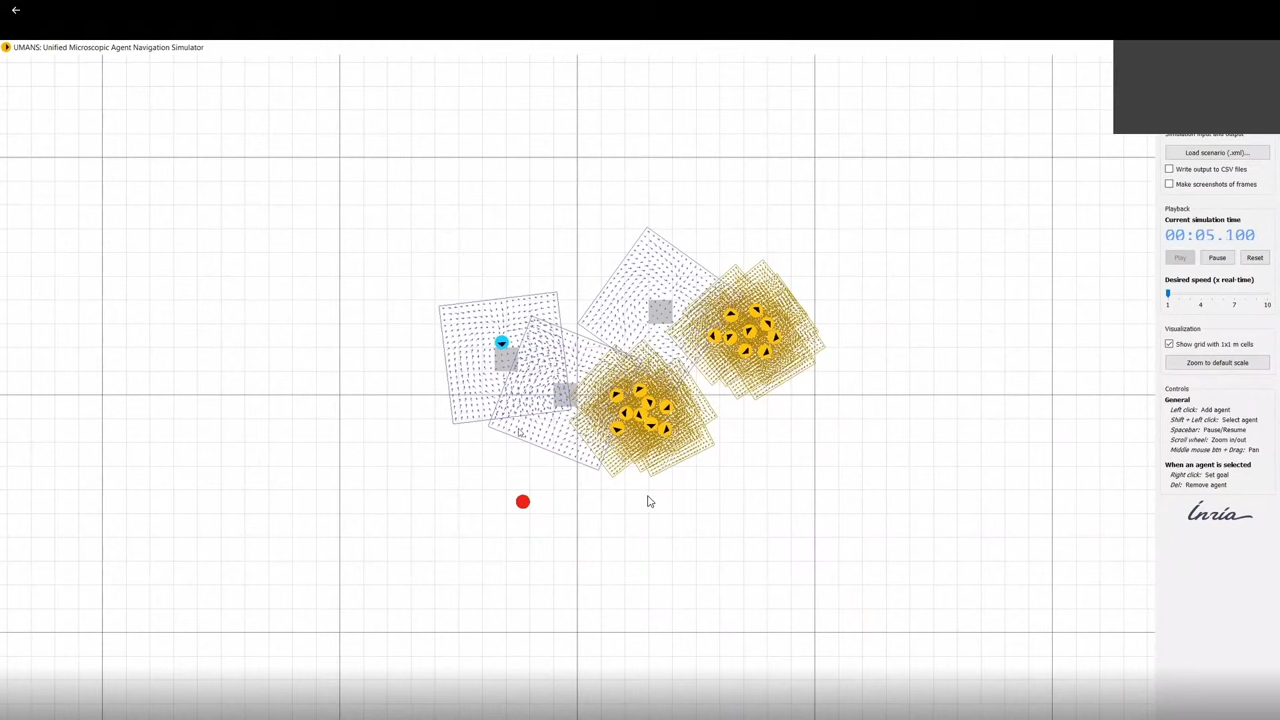 UMANS: Unified Microscopic Agent Navigation Simulator
Simulation input and output
Load scenario (.xml)...
Write output to CSV files
Make screenshots of frames
Playback
Current simulation time
00:05.100
Play
Pause
Reset
Desired speed (x real-time)
1 4 7 10
Visualization
Show grid with 1x1 m cells
Zoom to default scale
Controls
General
Left click: Add agent
Shift + Left click: Select agent
Spacebar: Pause/Resume
Scroll wheel: Zoom in/out
Middle mouse btn + Drag: Pan
When an agent is selected
Right click: Set goal
Del: Remove agent
Inria